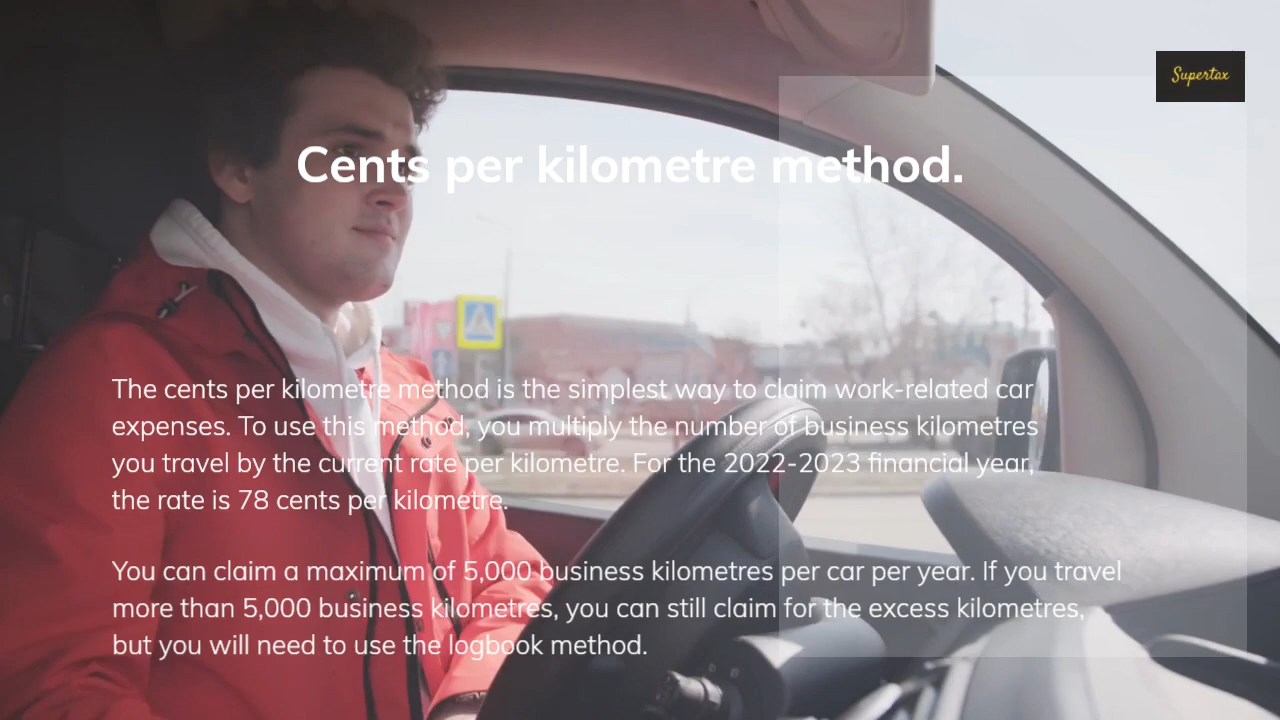 Supertax
Cents per kilometre method.
The cents per kilometre method is the simplest way to claim work-related car
expenses. To use this method, you multiply the number of business kilometres
you travel by the current rate per kilometre. For the 2022-2023 financial year,
the rate is 78 cents per kilometre.
You can claim a maximum of 5,000 business kilometres per car per year. If you travel
more than 5,000 business kilometres, you can still claim for the excess kilometres,
but you will need to use the logbook method.